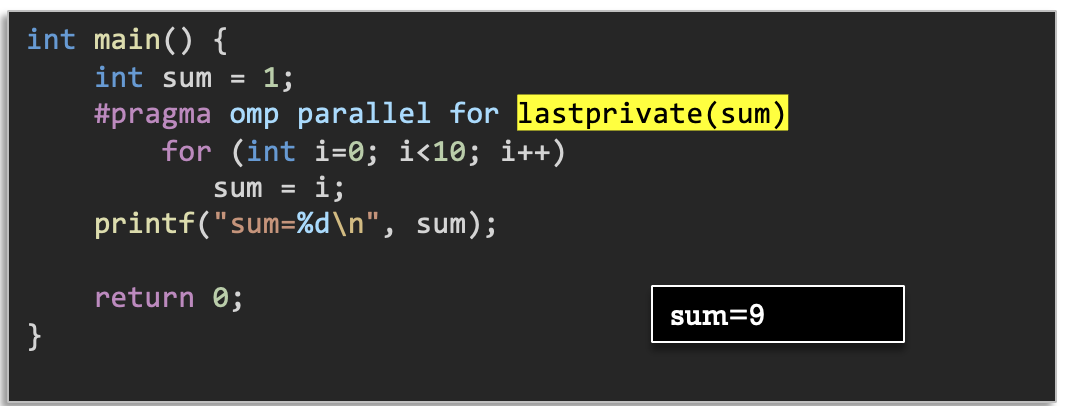 int main() {
    int sum = 1;
    #pragma omp parallel for lastprivate(sum)
        for (int i=0; i<10; i++)
           sum = i;
    printf("sum=%d\n", sum);
    return 0;
sum=9
}